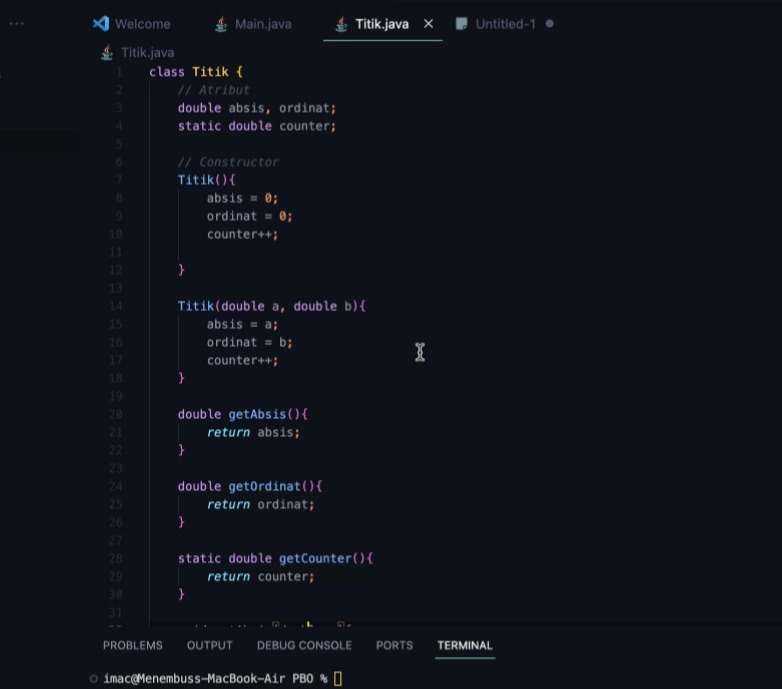 Welcome
Main.java
Titik.java
Untitled-1
Titik.java
1 class Titik {
2 // Atribut
3 double absis, ordinat;
4 static double counter;
5
6 // Constructor
7 Titik(){
8 absis = 0;
9 ordinat = 0;
10 counter++;
11
12 }
13
14 Titik(double a, double b){
15 absis = a;
16 ordinat = b;
17 counter++;
18 }
19
20 double getAbsis(){
21 return absis;
22 }
23
24 double getOrdinat(){
25 return ordinat;
26 }
27
28 static double getCounter(){
29 return counter;
30 }
31
PROBLEMS OUTPUT DEBUG CONSOLE PORTS TERMINAL
imac@Menembuss-MacBook-Air PBO %